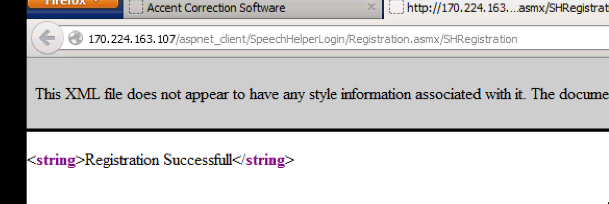 Firefox
Accent Correction Software
http://170.224.163....asmx/SHRegistrat
170.224.163.107/aspnet_client/SpeechHelperLogin/Registration.asmx/SHRegistration
This XML file does not appear to have any style information associated with it. The docume
<string>Registration Successfull</string>